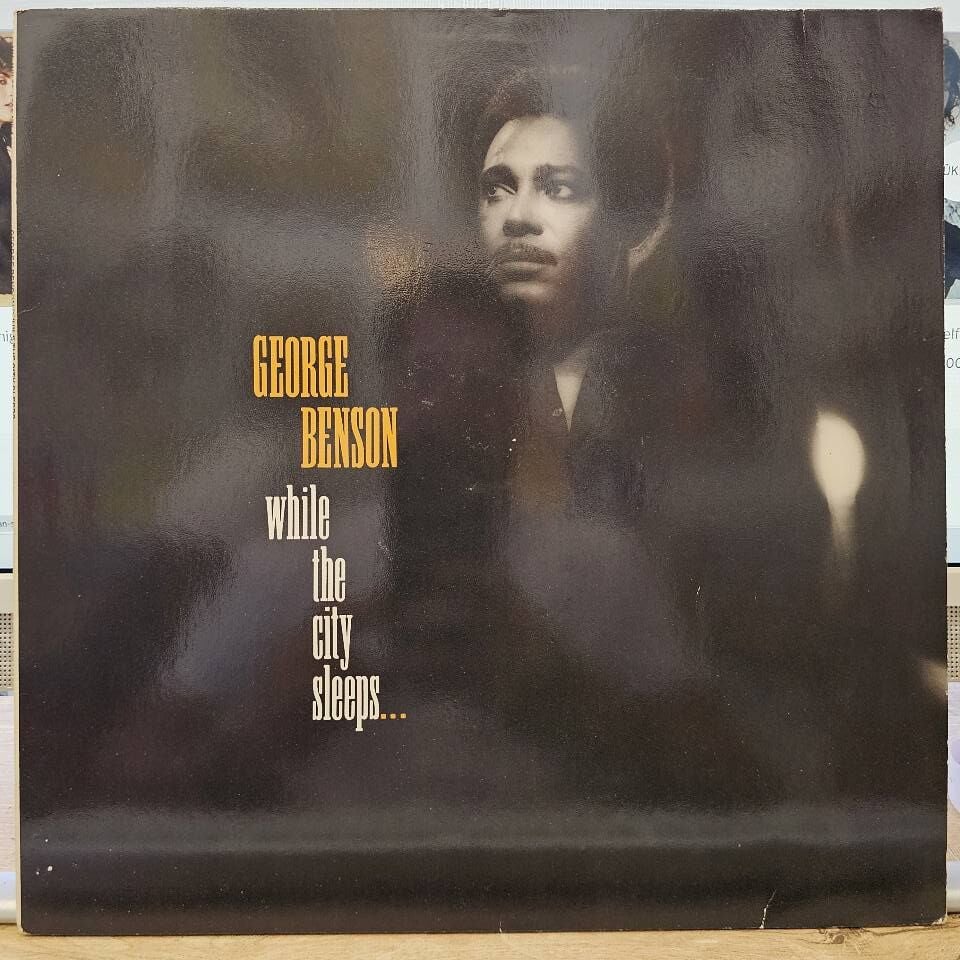 GEORGE
BENSON
while
the
city
sleeps...